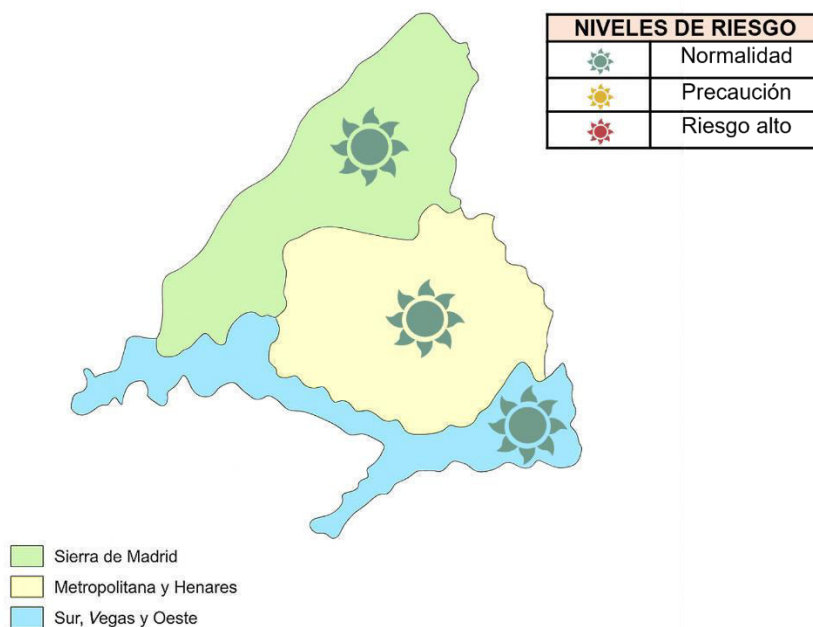 NIVELES DE RIESGO
Normalidad
Precaución
Riesgo alto
Sierra de Madrid
Metropolitana y Henares
Sur, Vegas y Oeste